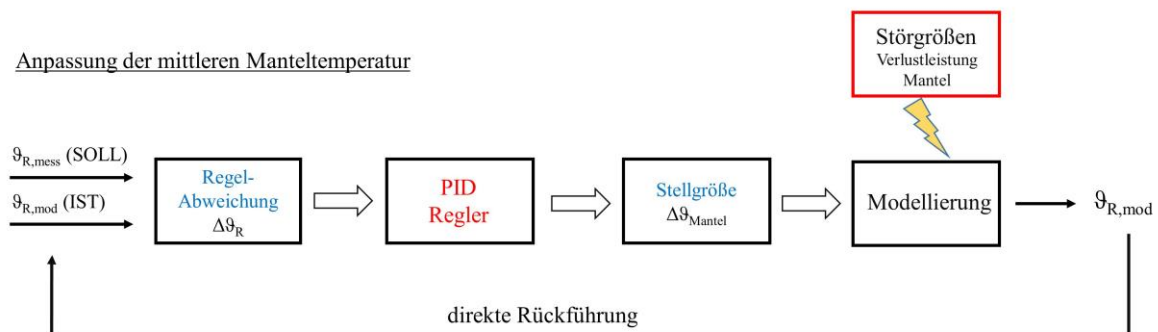 Anpassung der mittleren Manteltemperatur
Störgrößen
Verlustleistung
Mantel
ϑR,mess (SOLL)
ϑR,mod (IST)
Regel-
Abweichung
ΔϑR
PID
Regler
Stellgröße
ΔϑMantel
Modellierung
ϑR,mod
direkte Rückführung